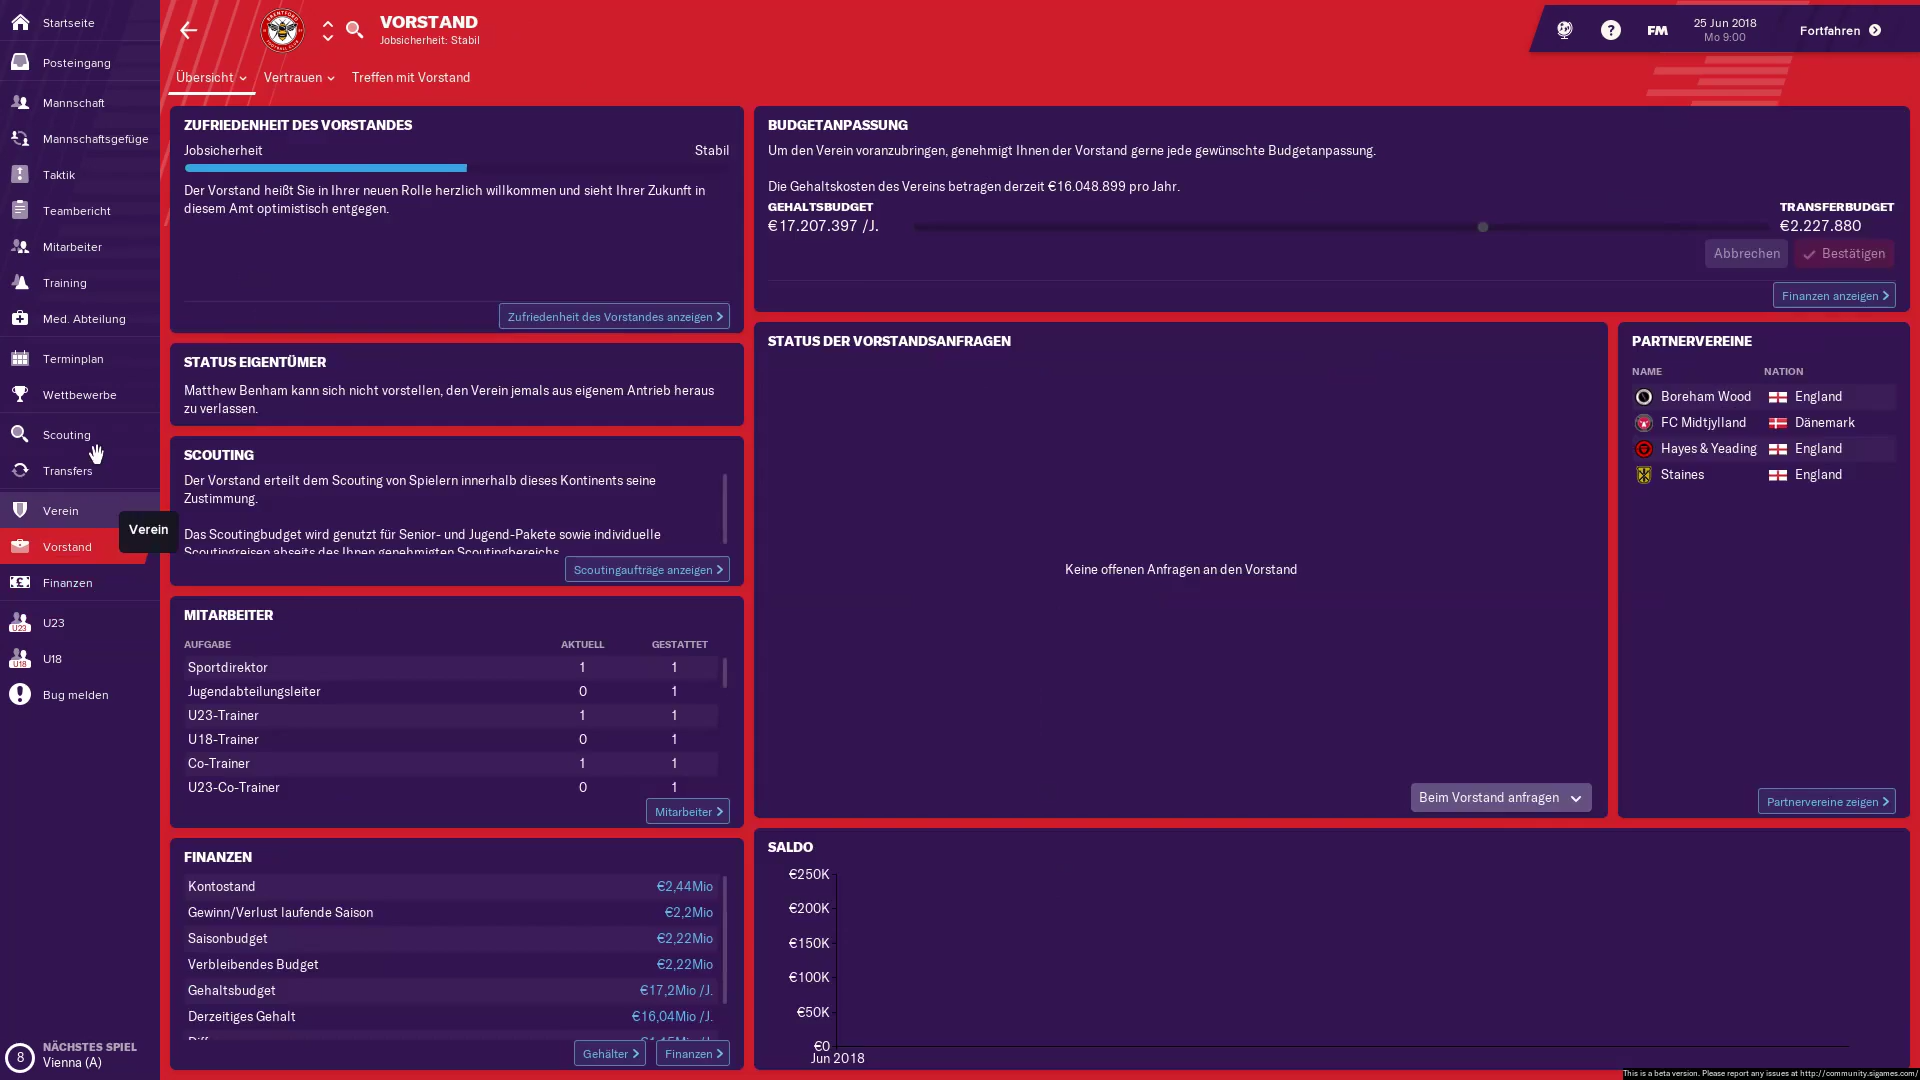 Startseite
Posteingang
Mannschaft
Mannschaftsgefüge
Taktik
Teambericht
Mitarbeiter
Training
Med. Abteilung
Terminplan
Wettbewerbe
Scouting
Transfers
Verein
Verein
Vorstand
Finanzen
U23
U23
U18
U18
Bug melden
8
NÄCHSTES SPIEL
Vienna (A)
VORSTAND
Jobsicherheit: Stabil
FM
25 Jun 2018
Mo 9:00
Fortfahren
Übersicht
Vertrauen
Treffen mit Vorstand
ZUFRIEDENHEIT DES VORSTANDES
Jobsicherheit Stabil
Der Vorstand heißt Sie in Ihrer neuen Rolle herzlich willkommen und sieht Ihrer Zukunft in
diesem Amt optimistisch entgegen.
Zufriedenheit des Vorstandes anzeigen
STATUS EIGENTÜMER
Matthew Benham kann sich nicht vorstellen, den Verein jemals aus eigenem Antrieb heraus
zu verlassen.
SCOUTING
Der Vorstand erteilt dem Scouting von Spielern innerhalb dieses Kontinents seine
Zustimmung.
Das Scoutingbudget wird genutzt für Senior- und Jugend-Pakete sowie individuelle
Scoutingreisen abseits des Ihnen genehmigten Scoutingbereichs.
Scoutingaufträge anzeigen
MITARBEITER
AUFGABE AKTUELL GESTATTET
Sportdirektor 1 1
Jugendabteilungsleiter 0 1
U23-Trainer 1 1
U18-Trainer 0 1
Co-Trainer 1 1
U23-Co-Trainer 0 1
Mitarbeiter
FINANZEN
Kontostand €2,44Mio
Gewinn/Verlust laufende Saison €2,2Mio
Saisonbudget €2,22Mio
Verbleibendes Budget €2,22Mio
Gehaltsbudget €17,2Mio /J.
Derzeitiges Gehalt €16,04Mio /J.
Gehälter
Finanzen
BUDGETANPASSUNG
Um den Verein voranzubringen, genehmigt Ihnen der Vorstand gerne jede gewünschte Budgetanpassung.
Die Gehaltskosten des Vereins betragen derzeit €16.048.899 pro Jahr.
GEHALTSBUDGET TRANSFERBUDGET
€17.207.397 /J. €2.227.880
Abbrechen Bestätigen
Finanzen anzeigen
STATUS DER VORSTANDSANFRAGEN
Keine offenen Anfragen an den Vorstand
Beim Vorstand anfragen
PARTNERVEREINE
NAME NATION
Boreham Wood England
FC Midtjylland Dänemark
Hayes & Yeading England
Staines England
Partnervereine zeigen
SALDO
€250K
€200K
€150K
€100K
€50K
€0
Jun 2018
This is a beta version. Please report any issues at http://community.sigames.com/